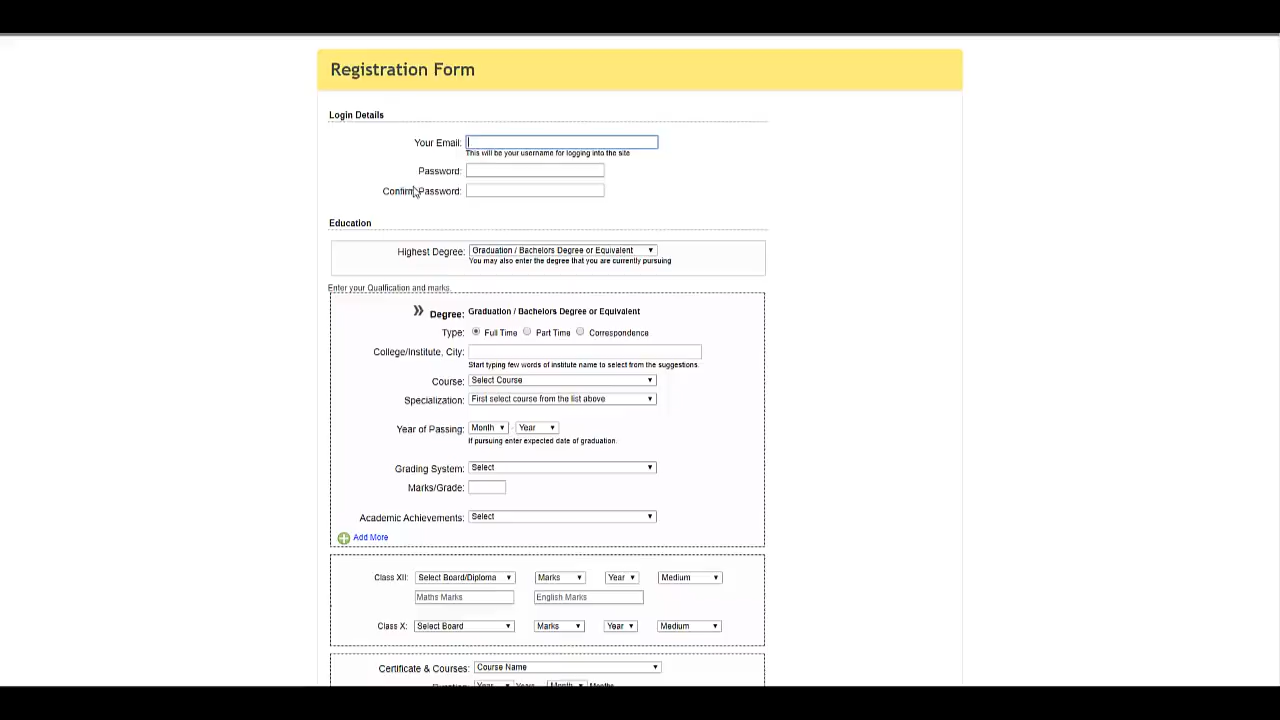 Registration Form
Login Details
Your Email:
This will be your username for logging into the site
Password:
Confirm Password:
Education
Highest Degree: Graduation / Bachelors Degree or Equivalent
You may also enter the degree that you are currently pursuing
Enter your Qualfication and marks.
» Degree: Graduation / Bachelors Degree or Equivalent
Type: Full Time Part Time Correspondence
College/Institute, City:
Start typing few words of institute name to select from the suggestions.
Course: Select Course
Specialization: First select course from the list above
Year of Passing: Month - Year
If pursuing enter expected date of graduation.
Grading System: Select
Marks/Grade:
Academic Achievements: Select
Add More
Class XII: Select Board/Diploma Marks Year Medium
Maths Marks English Marks
Class X: Select Board Marks Year Medium
Certificate & Courses: Course Name
Duration: Year Years Month Months